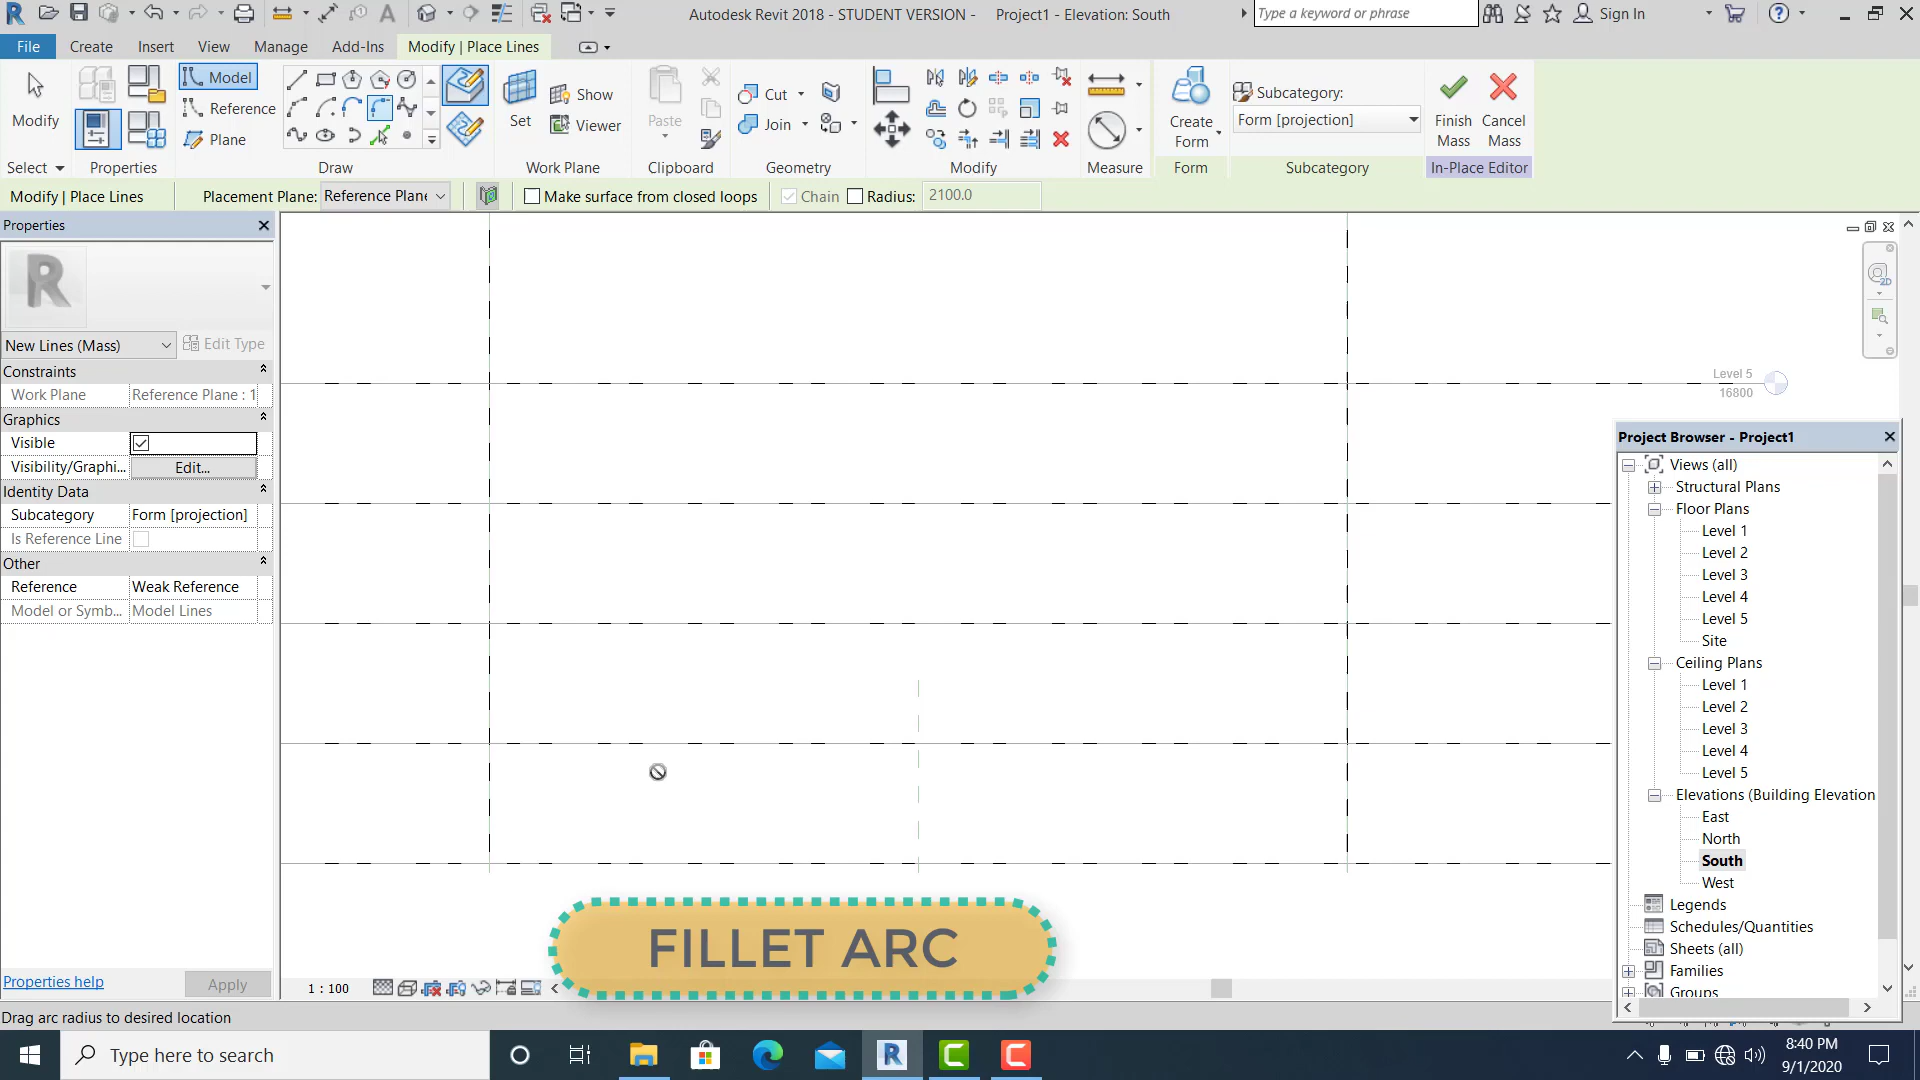 Autodesk Revit 2018 - STUDENT VERSION - Project1 - Elevation: South
Type a keyword or phrase
Sign In
File Create Insert View Manage Add-Ins Modify | Place Lines
Modify
Select
Properties
Model
Reference
Plane
Draw
Set
Show
Viewer
Work Plane
Paste
Clipboard
Cut
Join
Geometry
Modify
Measure
Create
Form
Form
Subcategory:
Form [projection]
Subcategory
Finish
Mass
Cancel
Mass
In-Place Editor
Modify | Place Lines Placement Plane: Reference Plane Make surface from closed loops Chain Radius: 2100.0
Properties
New Lines (Mass) Edit Type
Constraints
Work Plane Reference Plane : 1
Graphics
Visible
Visibility/Graphi... Edit...
Identity Data
Subcategory Form [projection]
Is Reference Line
Other
Reference Weak Reference
Model or Symb... Model Lines
Properties help Apply
Level 5
16800
Project Browser - Project1
Views (all)
Structural Plans
Floor Plans
Level 1
Level 2
Level 3
Level 4
Level 5
Site
Ceiling Plans
Level 1
Level 2
Level 3
Level 4
Level 5
Elevations (Building Elevation
East
North
South
West
Legends
Schedules/Quantities
Sheets (all)
Families
Groups
FILLET ARC
1 : 100
Drag arc radius to desired location
Type here to search
8:40 PM
9/1/2020